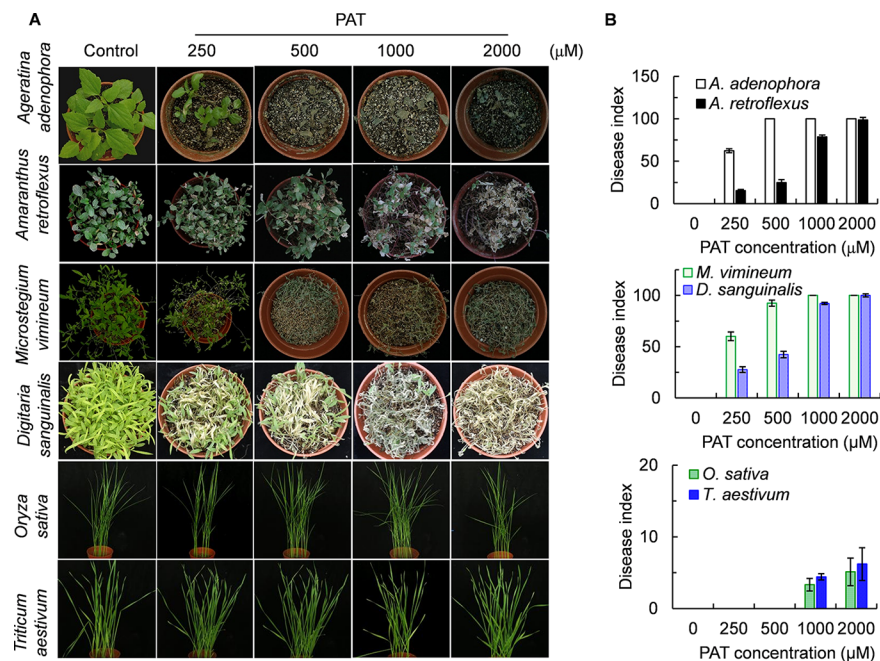 A
PAT
Control 250 500 1000 2000 (μM)
Ageratina
adenophora
Amaranthus
retroflexus
Microstegium
vimineum
Digitaria
sanguinalis
Oryza
sativa
Triticum
aestivum
B
150
100
50
0
Disease index
A. adenophora
A. retroflexus
0 250 500 1000 2000
PAT concentration (μM)
100
50
0
Disease index
M. vimineum
D. sanguinalis
0 250 500 1000 2000
PAT concentration (μM)
20
10
0
Disease index
O. sativa
T. aestivum
0 250 500 1000 2000
PAT concentration (μM)